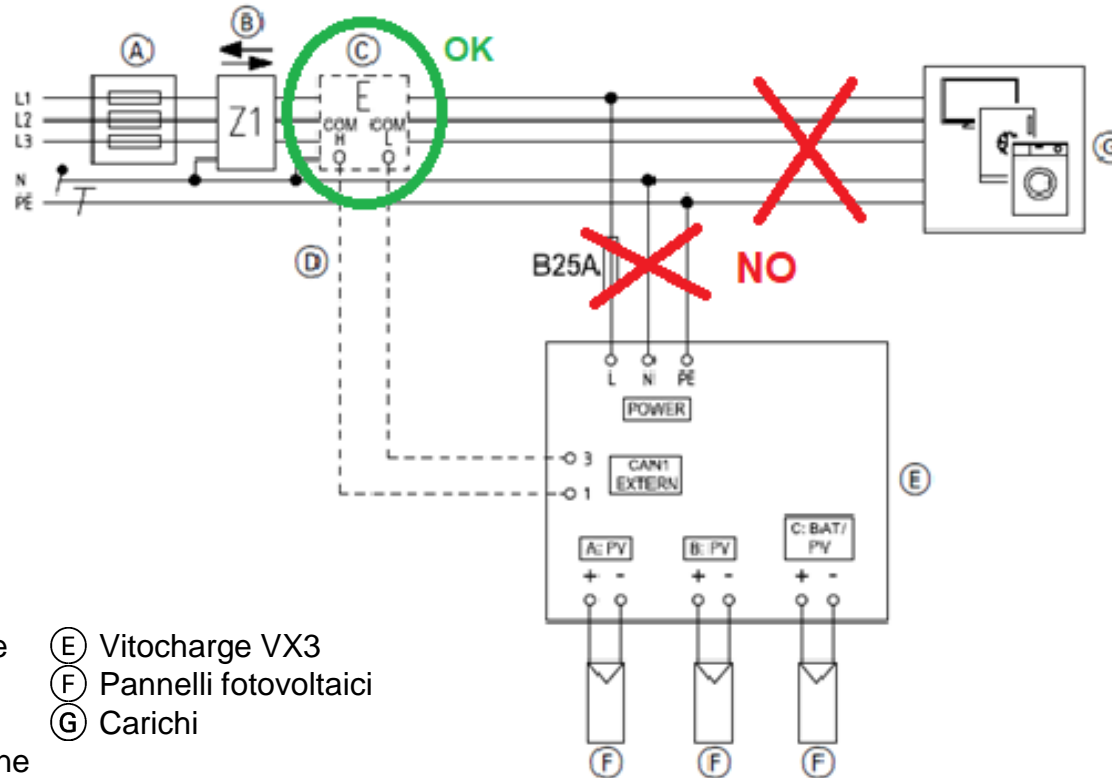 B
A
C
OK
L1
L2
L3
Z1
E
COM
H
COM
L
G
N
PE
T
D
B25A
NO
L N PE
POWER
3
1
CAN1
EXTERN
E
A: PV
B: PV
C: BAT/
PV
+ -
+ -
+ -
e
E Vitocharge VX3
F Pannelli fotovoltaici
G Carichi
ne
F
F
F